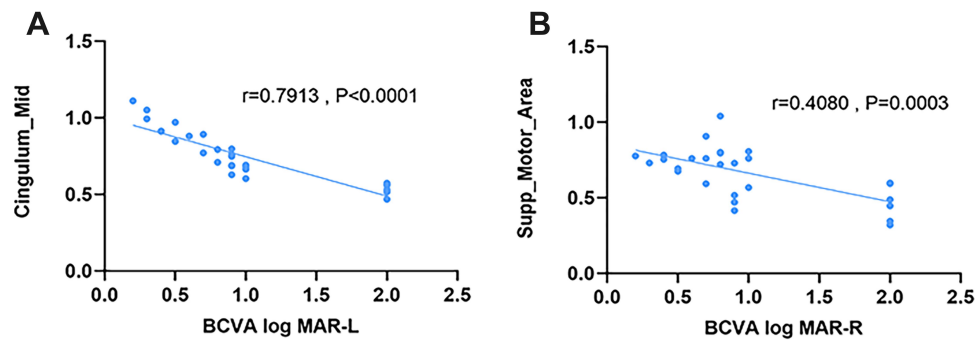 A
1.5
1.0
0.5
0.0
Cingulum_Mid
r=0.7913 , P<0.0001
0.0 0.5 1.0 1.5 2.0 2.5
BCVA log MAR-L
B
1.5
1.0
0.5
0.0
Supp_Motor_Area
r=0.4080 , P=0.0003
0.0 0.5 1.0 1.5 2.0 2.5
BCVA log MAR-R